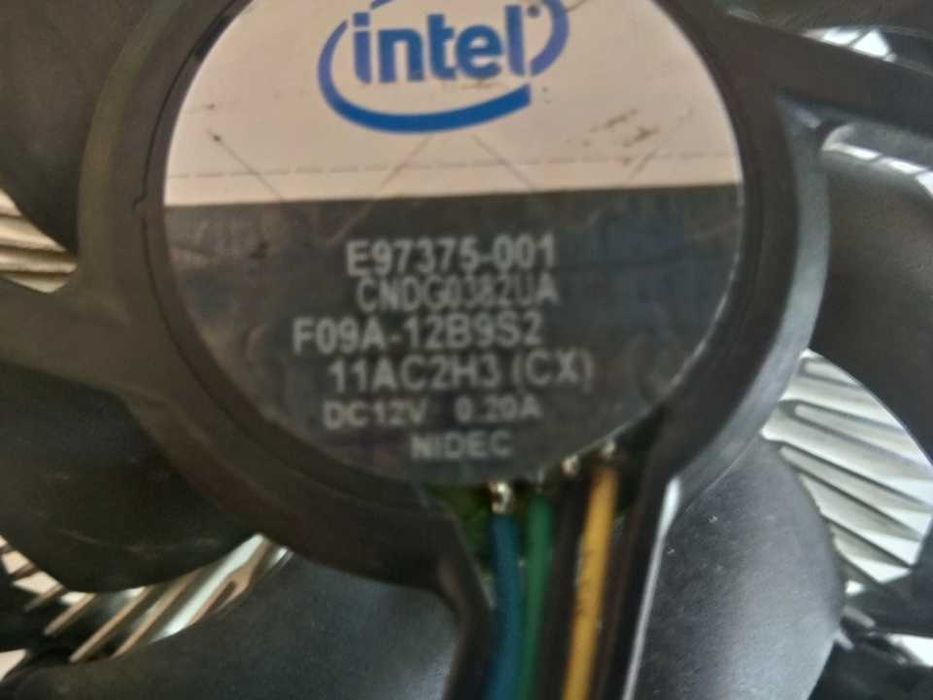 intel
E97375-001
CNDG0382UA
F09A-12B9S2
11AC2H3 (CX)
DC12V 0.20A
NIDEC